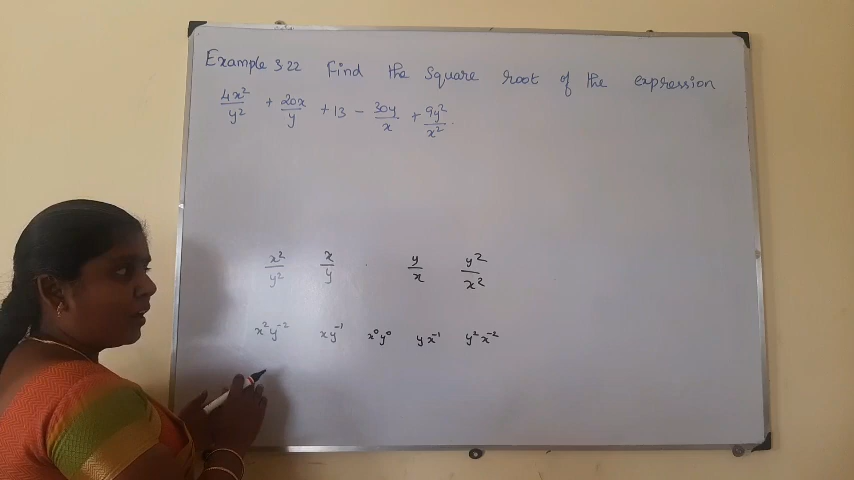 Example 3.22 Find the Square root of the expression
4x²/y² + 20x/y + 13 - 30y/x + 9y²/x².
x²/y² x/y . y/x y²/x²
x²y⁻² xy⁻¹ x⁰y⁰ yx⁻¹ y²x⁻²